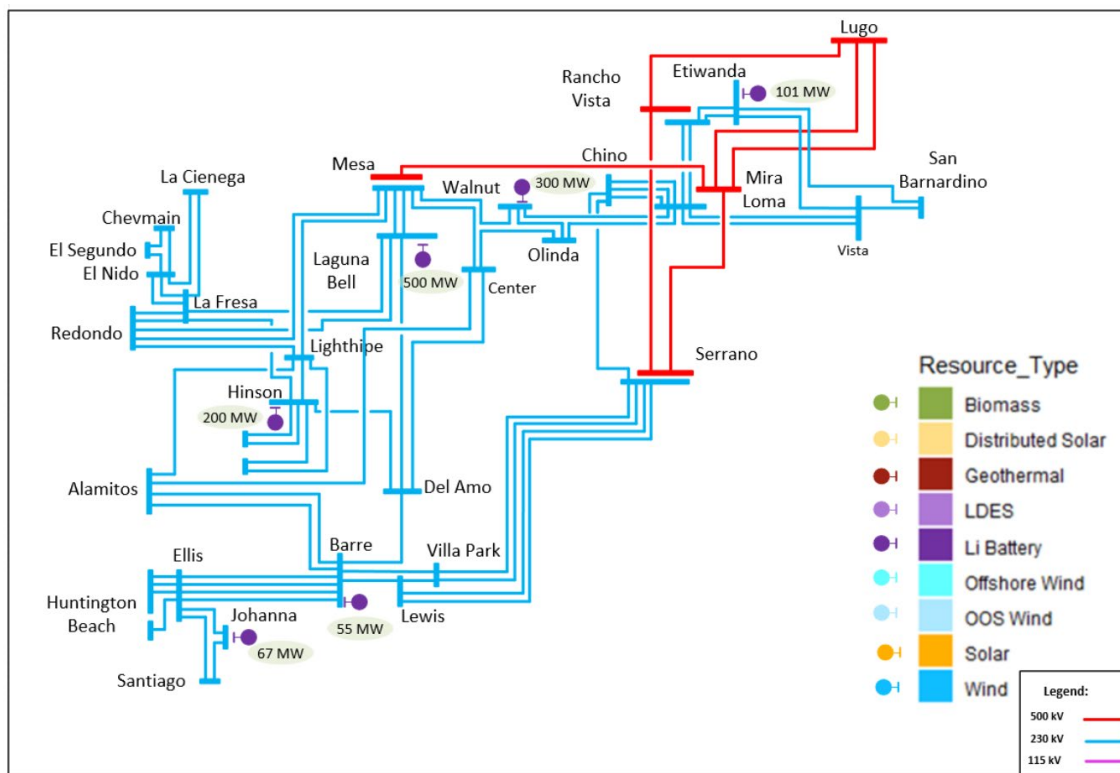 Lugo
Etiwanda
Rancho
Vista
101 MW
Chino
San
Barnardino
Mesa
Walnut
300 MW
Mira
Loma
La Cienega
Chevmain
El Segundo
El Nido
Laguna
Bell
500 MW
Olinda
Center
Vista
La Fresa
Redondo
Lighthipe
Serrano
Hinson
200 MW
Alamitos
Del Amo
Barre
Villa Park
Ellis
Huntington
Beach
Johanna
55 MW
Lewis
67 MW
Santiago
Resource_Type
Biomass
Distributed Solar
Geothermal
LDES
Li Battery
Offshore Wind
OOS Wind
Solar
Wind
Legend:
500 kV
230 kV
115 kV